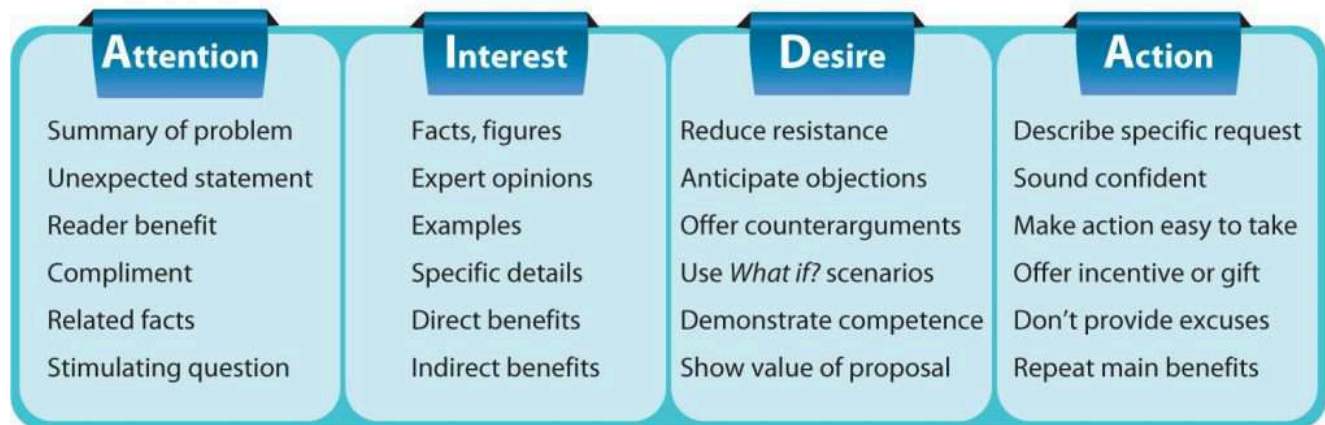 Attention
Summary of problem
Unexpected statement
Reader benefit
Compliment
Related facts
Stimulating question
Interest
Facts, figures
Expert opinions
Examples
Specific details
Direct benefits
Indirect benefits
Desire
Reduce resistance
Anticipate objections
Offer counterarguments
Use What if? scenarios
Demonstrate competence
Show value of proposal
Action
Describe specific request
Sound confident
Make action easy to take
Offer incentive or gift
Don't provide excuses
Repeat main benefits